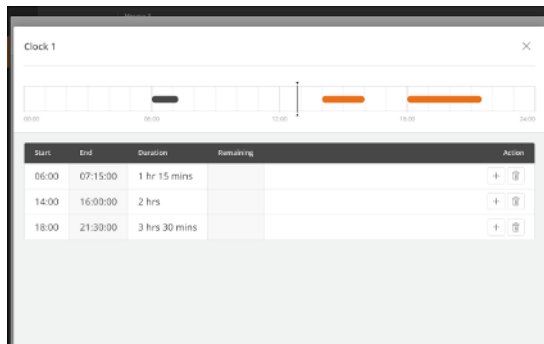 Clock 1
00:00 06:00 12:00 18:00 24:00
Start End Duration Remaining Action
06:00 07:15:00 1 hr 15 mins
14:00 16:00:00 2 hrs
18:00 21:30:00 3 hrs 30 mins